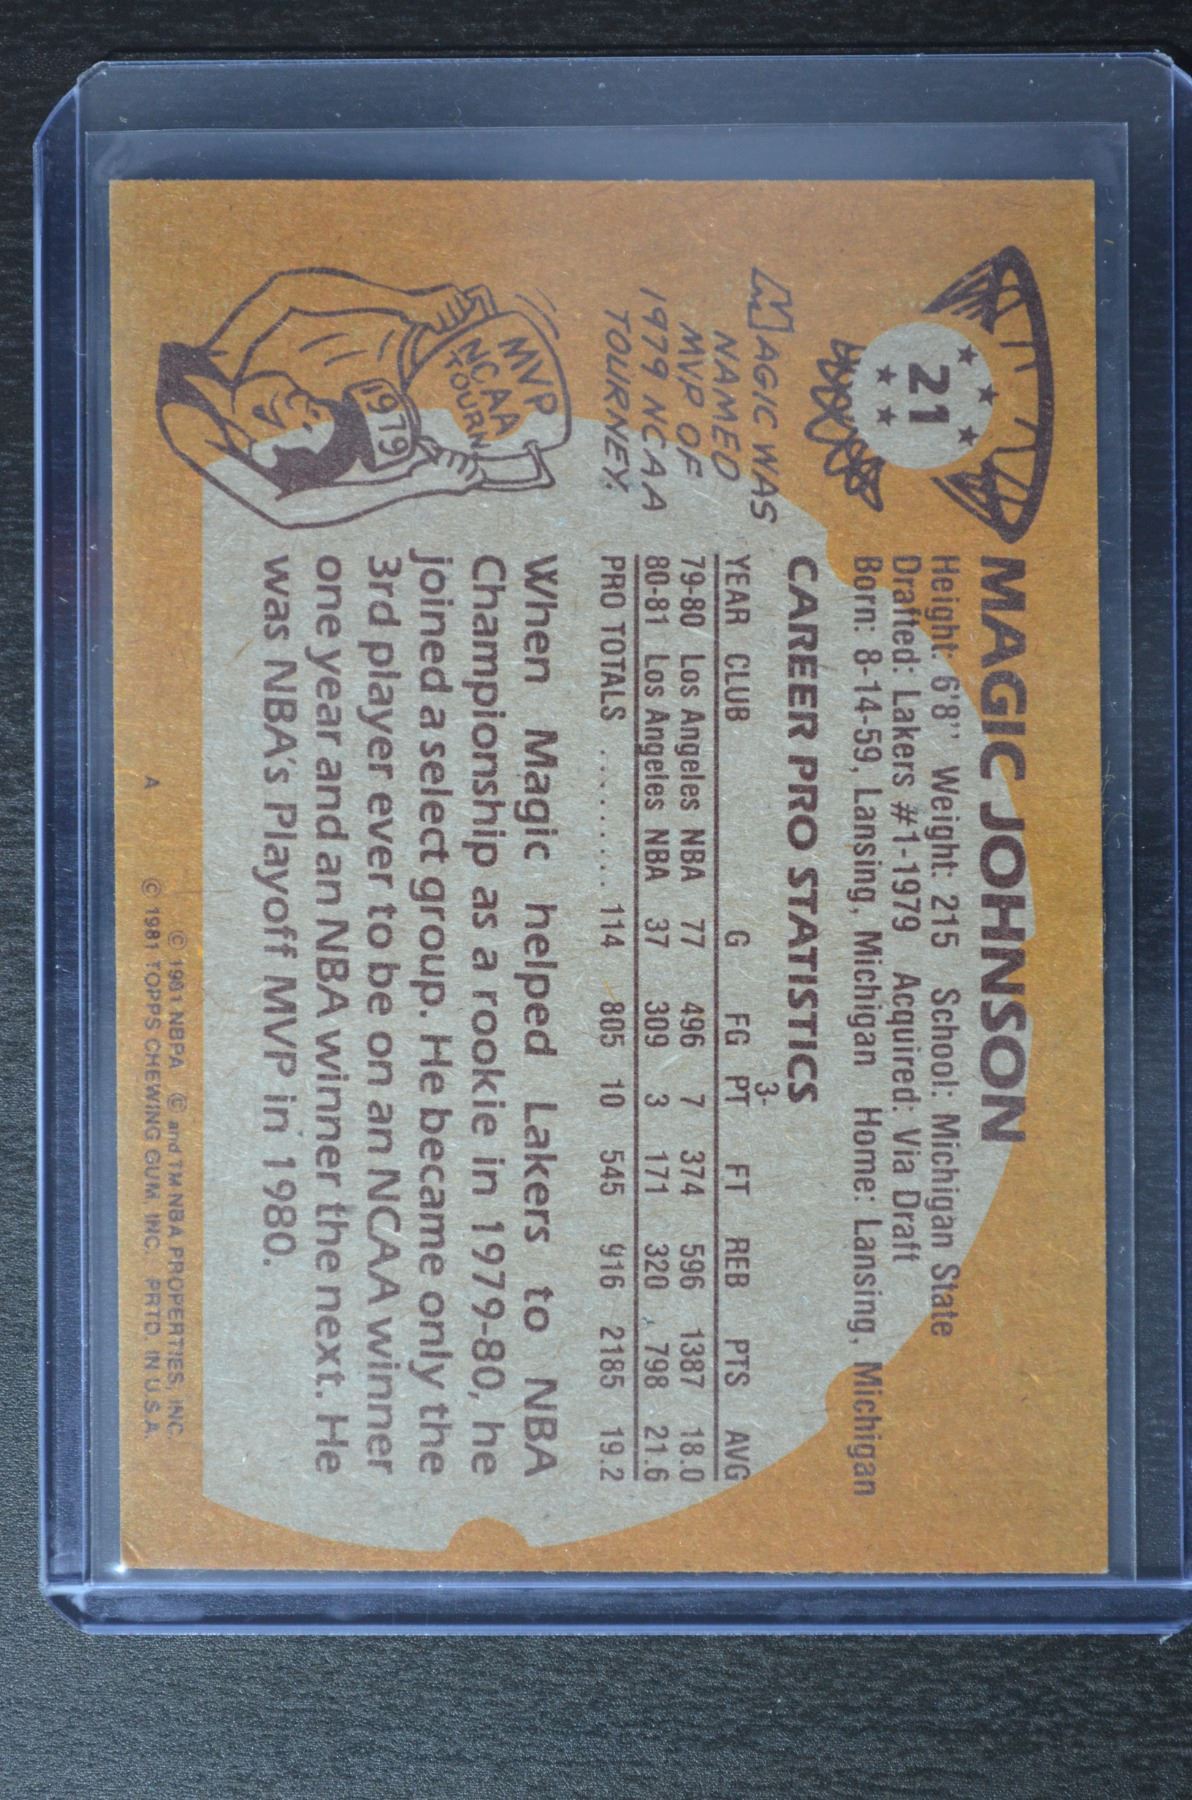 21
MAGIC JOHNSON
Height: 6'8" Weight: 215 School: Michigan State
Drafted: Lakers #1-1979 Acquired: Via Draft
Born: 8-14-59, Lansing, Michigan Home: Lansing, Michigan
MAGIC WAS
NAMED
MVP OF
1979 NCAA
TOURNEY.
MVP
NCAA
TOURN
1979
CAREER PRO STATISTICS
3-
YEAR CLUB G FG PT FT REB PTS AVG
79-80 Los Angeles NBA 77 496 7 374 596 1387 18.0
80-81 Los Angeles NBA 37 309 3 171 320 798 21.6
PRO TOTALS ......... 114 805 10 545 916 2185 19.2
When Magic helped Lakers to NBA
Championship as a rookie in 1979-80, he
joined a select group. He became only the
3rd player ever to be on an NCAA winner
one year and an NBA winner the next. He
was NBA's Playoff MVP in 1980.
© 1981 NBPA © and TM NBA PROPERTIES, INC.
A © 1981 TOPPS CHEWING GUM, INC. PRTD. IN U.S.A.